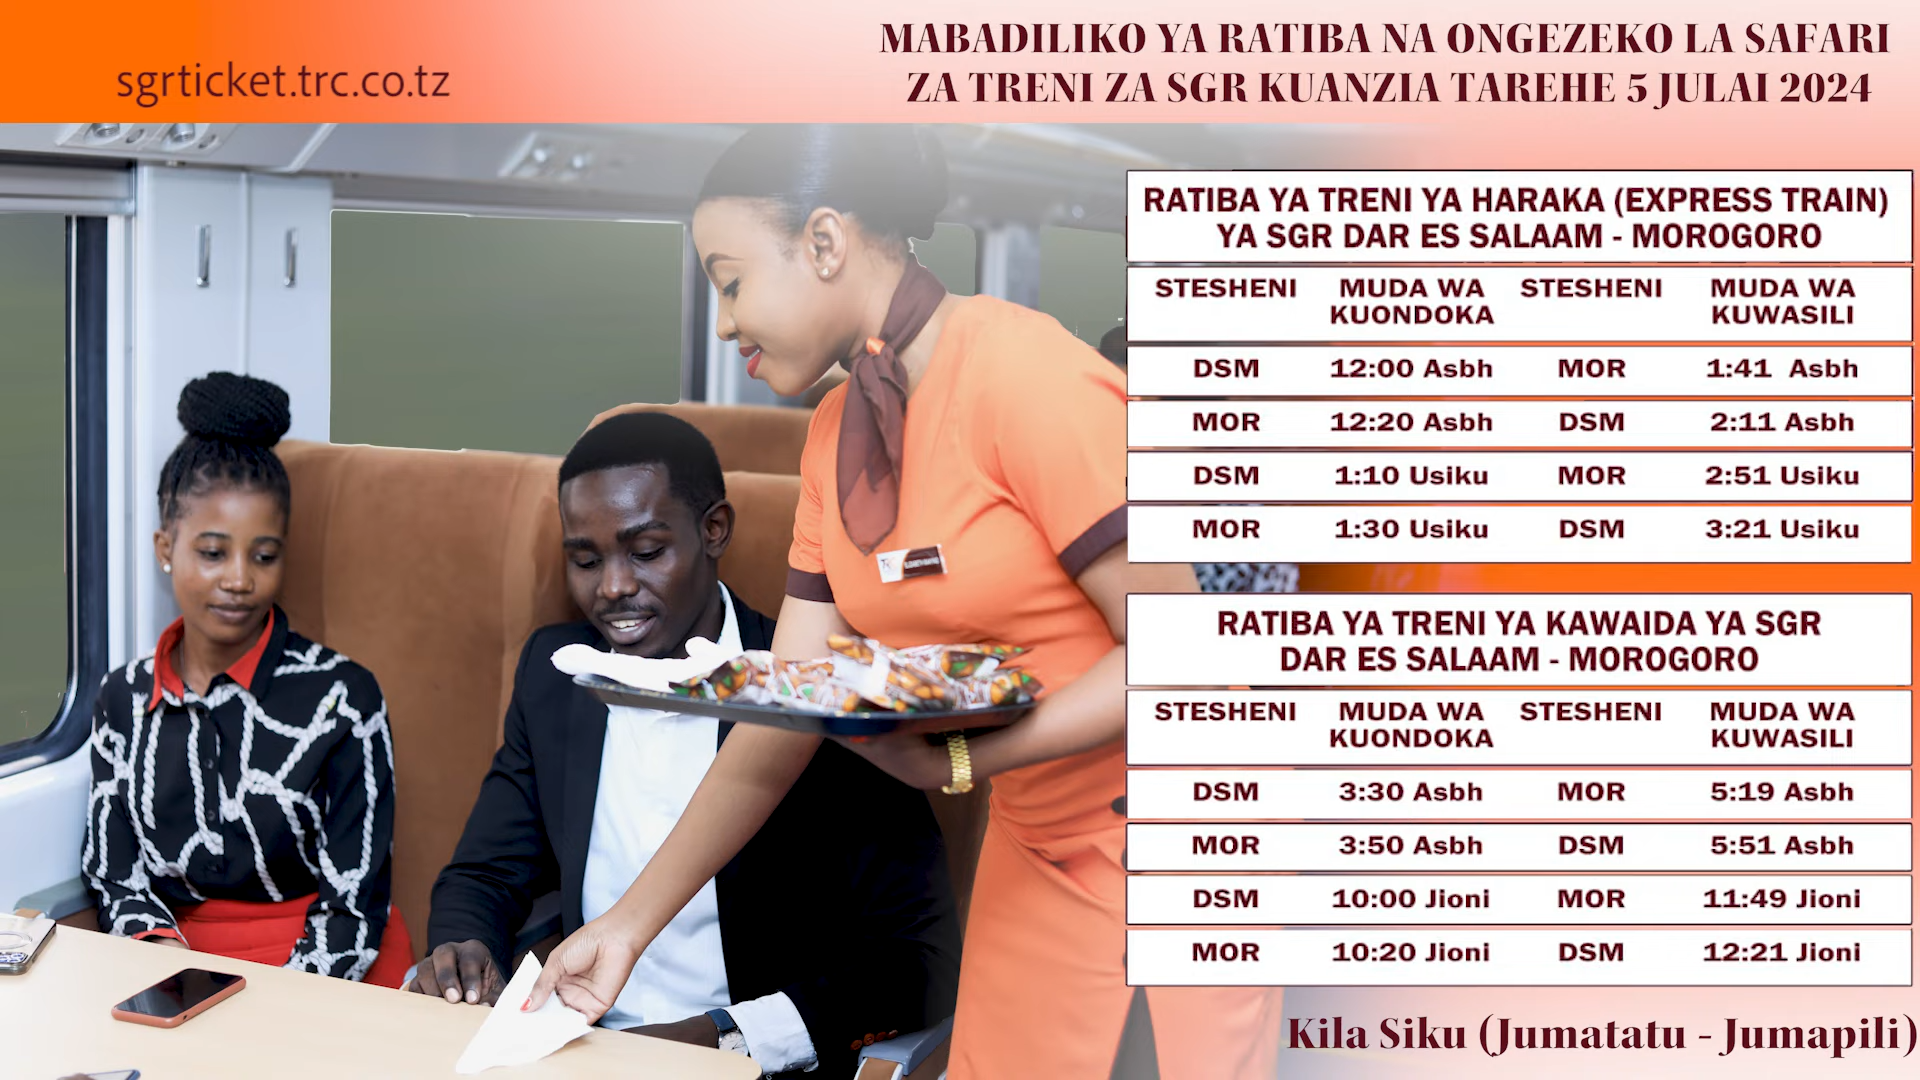 sgrticket.trc.co.tz
MABADILIKO YA RATIBA NA ONGEZEKO LA SAFARI
ZA TRENI ZA SGR KUANZIA TAREHE 5 JULAI 2024
RATIBA YA TRENI YA HARAKA (EXPRESS TRAIN)
YA SGR DAR ES SALAAM - MOROGORO
STESHENI MUDA WA KUONDOKA STESHENI MUDA WA KUWASILI
DSM 12:00 Asbh MOR 1:41 Asbh
MOR 12:20 Asbh DSM 2:11 Asbh
DSM 1:10 Usiku MOR 2:51 Usiku
MOR 1:30 Usiku DSM 3:21 Usiku
RATIBA YA TRENI YA KAWAIDA YA SGR
DAR ES SALAAM - MOROGORO
STESHENI MUDA WA KUONDOKA STESHENI MUDA WA KUWASILI
DSM 3:30 Asbh MOR 5:19 Asbh
MOR 3:50 Asbh DSM 5:51 Asbh
DSM 10:00 Jioni MOR 11:49 Jioni
MOR 10:20 Jioni DSM 12:21 Jioni
Kila Siku (Jumatatu - Jumapili)